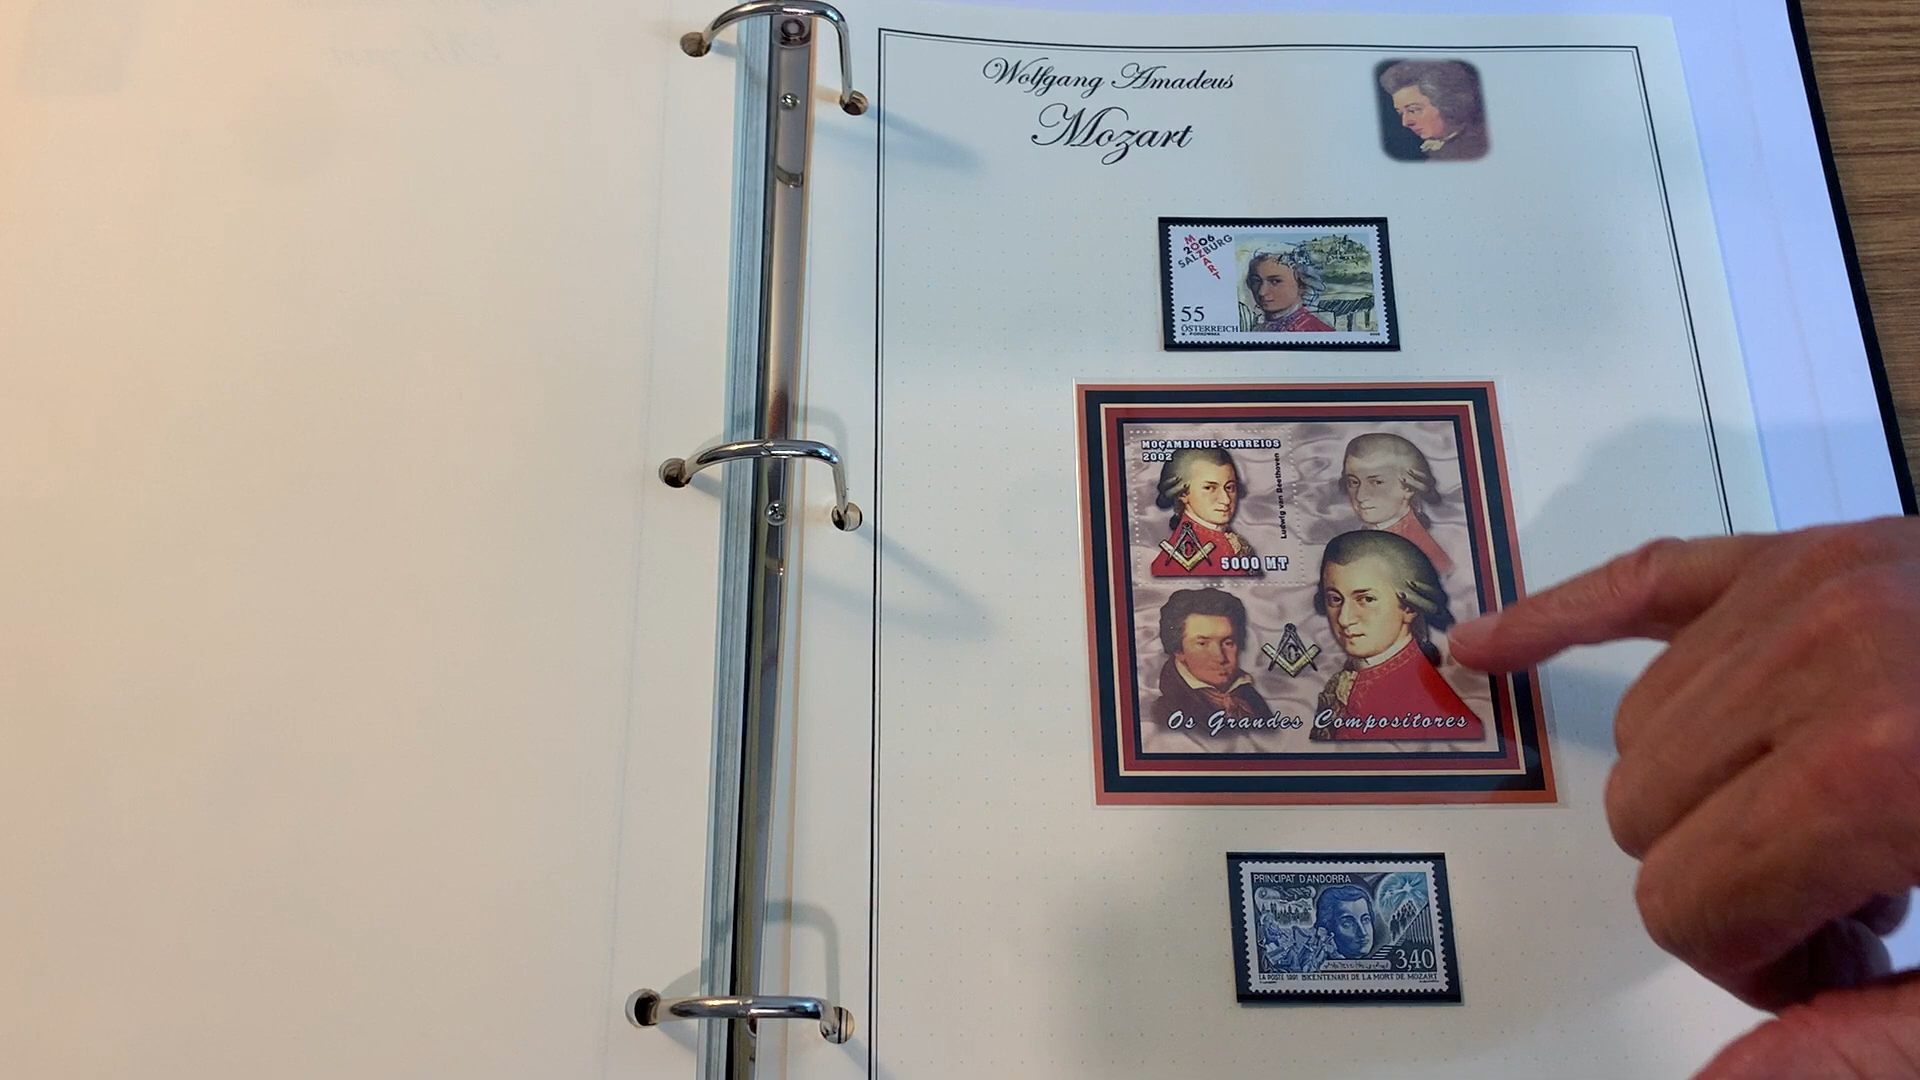 Wolfgang Amadeus
Mozart
MOZART
2006
SALZBURG
55
ÖSTERREICH
2006
MOÇAMBIQUE-CORREIOS
2002
Ludwig van Beethoven
5000 MT
Os Grandes Compositores
PRINCIPAT D'ANDORRA
3,40
LA POSTE 1991 BICENTENARI DE LA MORT DE MOZART